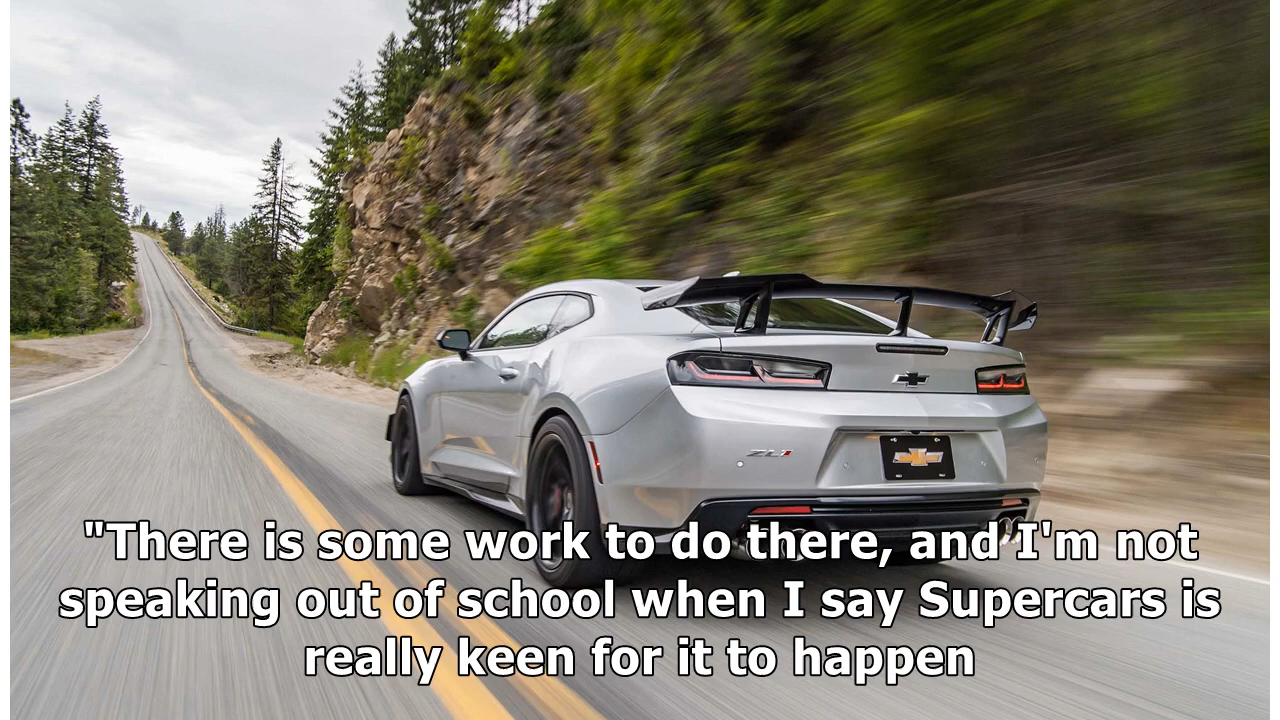 ZL1
"There is some work to do there, and I'm not
speaking out of school when I say Supercars is
really keen for it to happen